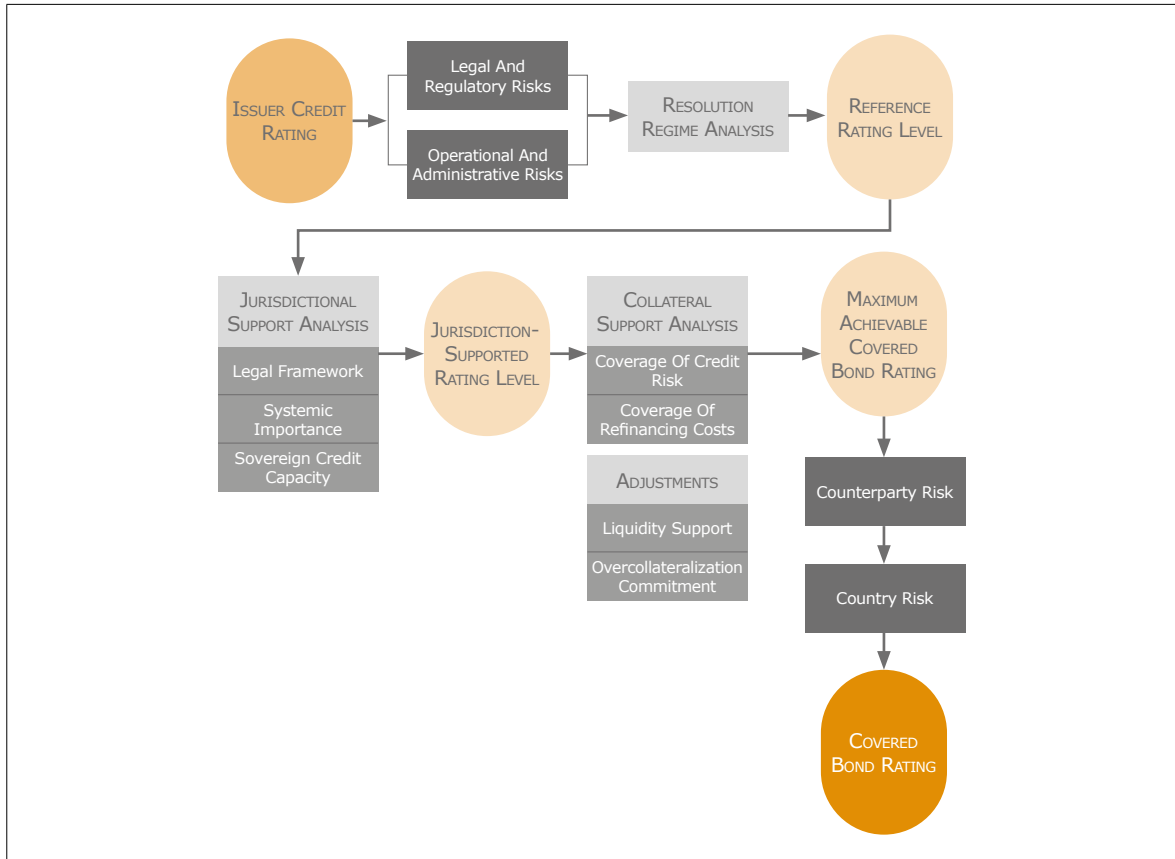 Issuer Credit
Rating
Legal And
Regulatory Risks
Operational And
Administrative Risks
Resolution
Regime Analysis
Reference
Rating Level
Jurisdictional
Support Analysis
Legal Framework
Systemic
Importance
Sovereign Credit
Capacity
Jurisdiction-
Supported
Rating Level
Collateral
Support Analysis
Coverage Of Credit
Risk
Coverage Of
Refinancing Costs
Adjustments
Liquidity Support
Overcollateralization
Commitment
Maximum
Achievable
Covered
Bond Rating
Counterparty Risk
Country Risk
Covered
Bond Rating